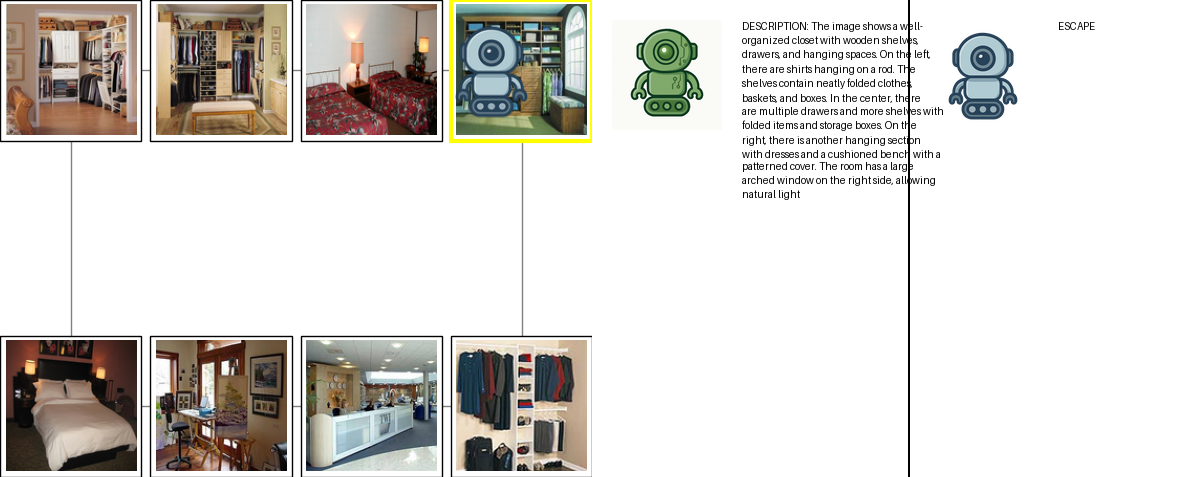 DESCRIPTION: The image shows a well-
organized closet with wooden shelves,
drawers, and hanging spaces. On the left,
there are shirts hanging on a rod. The
shelves contain neatly folded clothes,
baskets, and boxes. In the center, there
are multiple drawers and more shelves with
folded items and storage boxes. On the
right, there is another hanging section
with dresses and a cushioned bench with a
patterned cover. The room has a large
arched window on the right side, allowing
natural light
ESCAPE